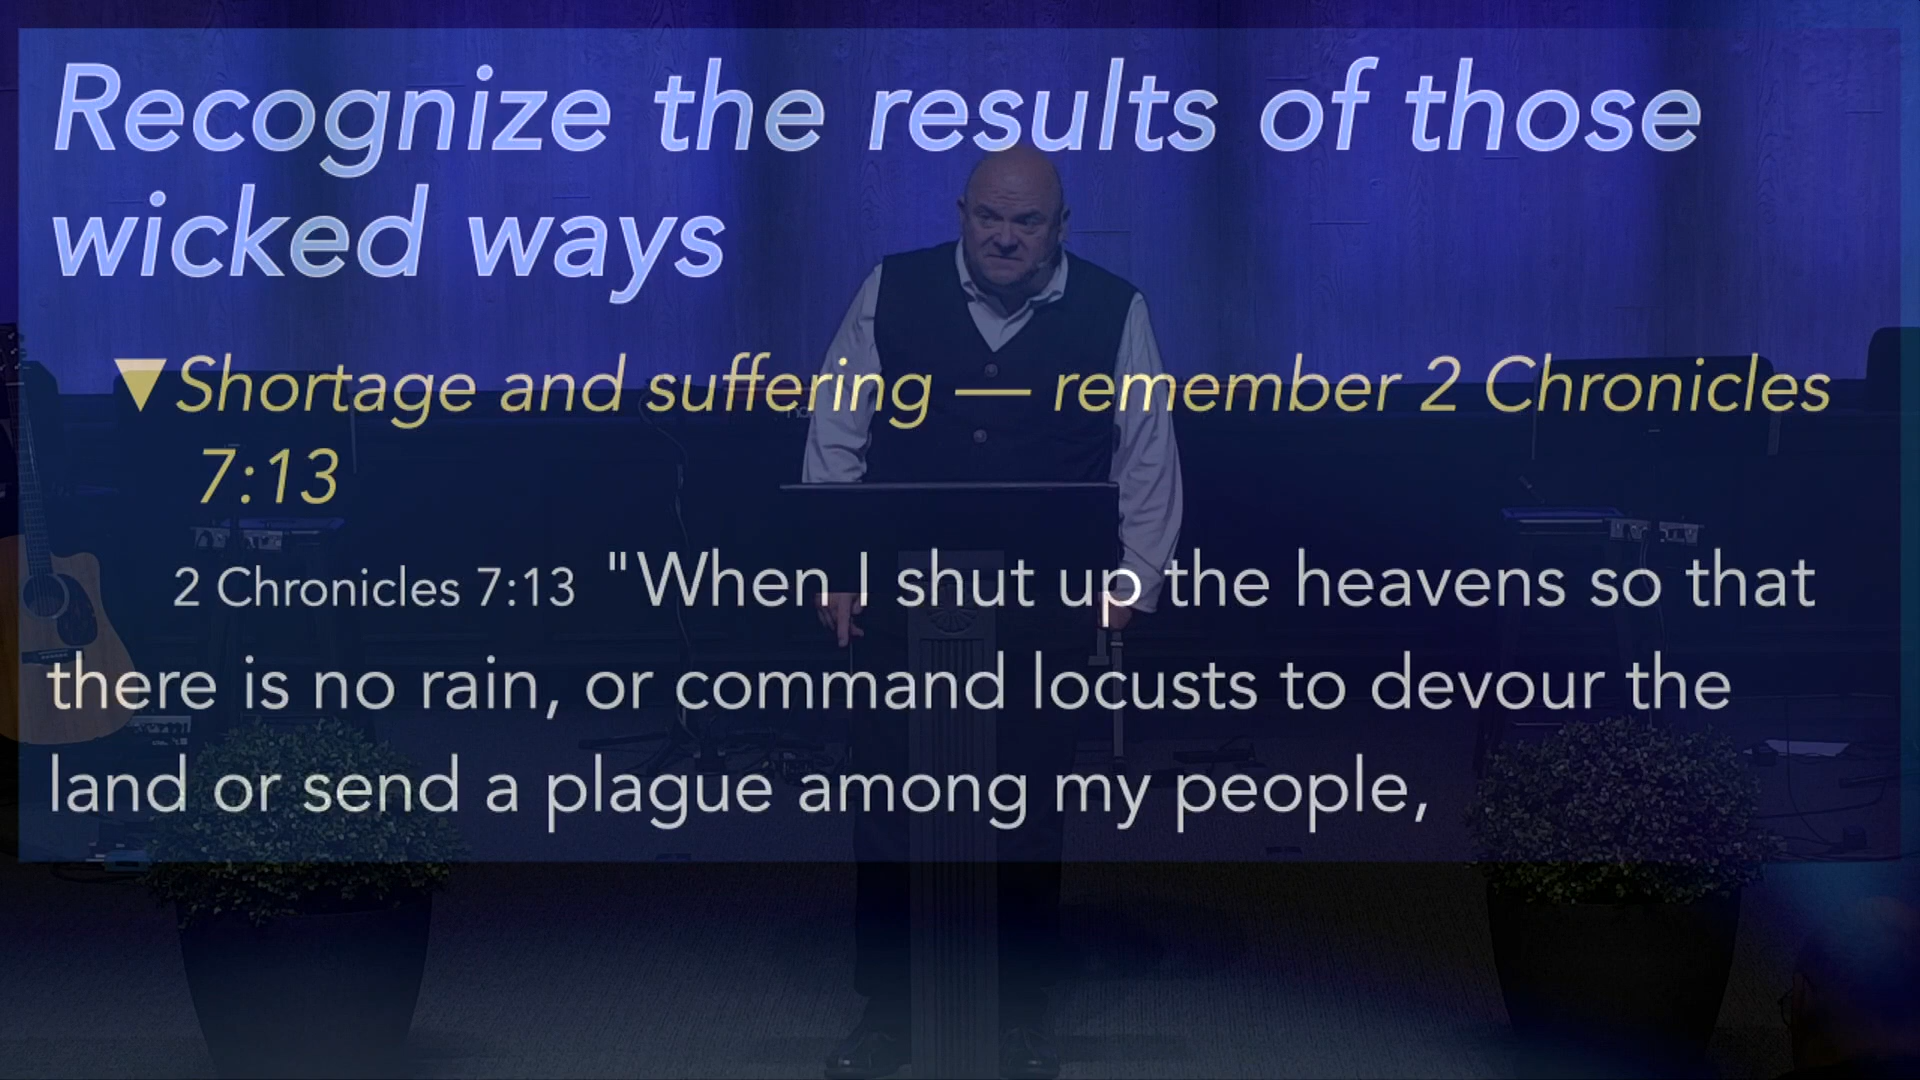 Recognize the results of those
wicked ways
▼Shortage and suffering — remember 2 Chronicles
7:13
2 Chronicles 7:13 "When I shut up the heavens so that
there is no rain, or command locusts to devour the
land or send a plague among my people,